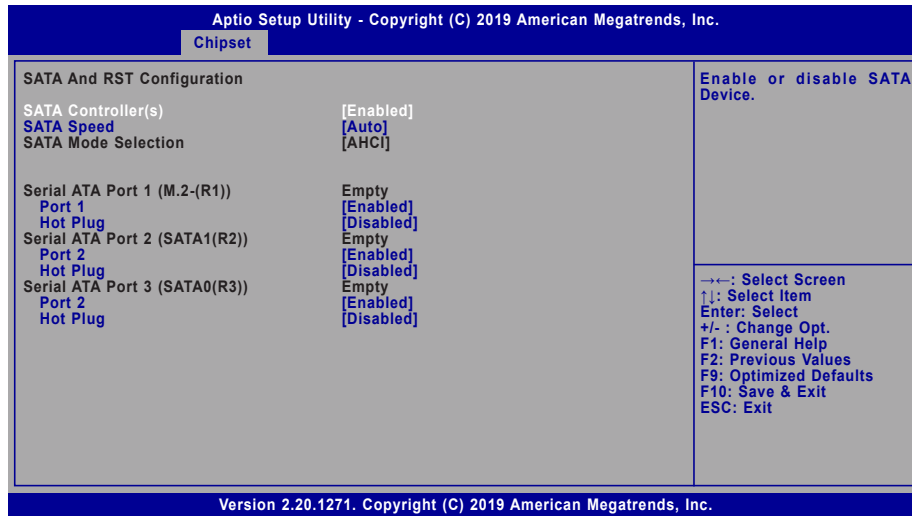 Aptio Setup Utility - Copyright (C) 2019 American Megatrends, Inc.
Chipset
SATA And RST Configuration
SATA Controller(s) [Enabled]
SATA Speed [Auto]
SATA Mode Selection [AHCI]
Serial ATA Port 1 (M.2-(R1)) Empty
Port 1 [Enabled]
Hot Plug [Disabled]
Serial ATA Port 2 (SATA1(R2)) Empty
Port 2 [Enabled]
Hot Plug [Disabled]
Serial ATA Port 3 (SATA0(R3)) Empty
Port 2 [Enabled]
Hot Plug [Disabled]
Enable or disable SATA
Device.
→←: Select Screen
↑↓: Select Item
Enter: Select
+/- : Change Opt.
F1: General Help
F2: Previous Values
F9: Optimized Defaults
F10: Save & Exit
ESC: Exit
Version 2.20.1271. Copyright (C) 2019 American Megatrends, Inc.